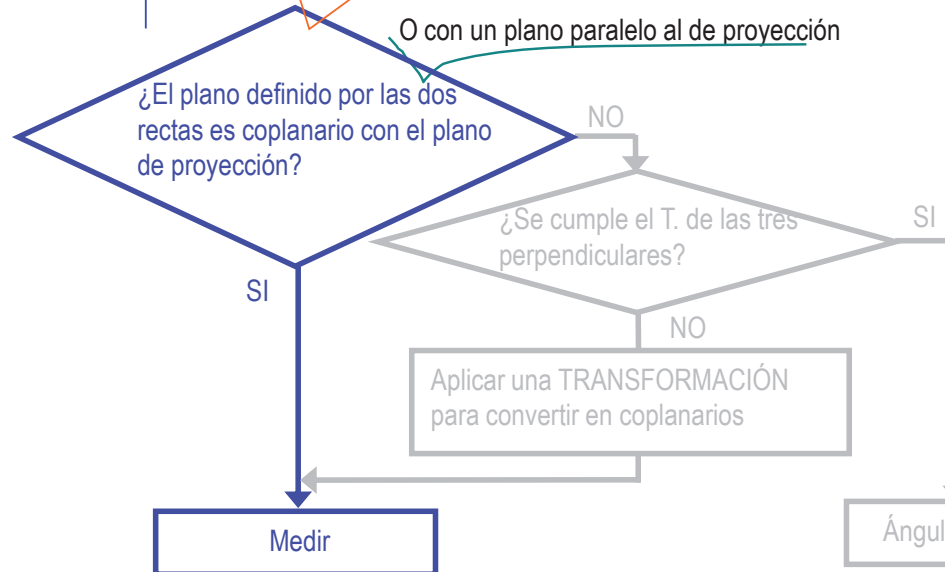 O con un plano paralelo al de proyección
¿El plano definido por las dos
rectas es coplanario con el plano
de proyección?
NO
¿Se cumple el T. de las tres
perpendiculares?
SI
SI
NO
Aplicar una TRANSFORMACIÓN
para convertir en coplanarios
Medir
Ángul